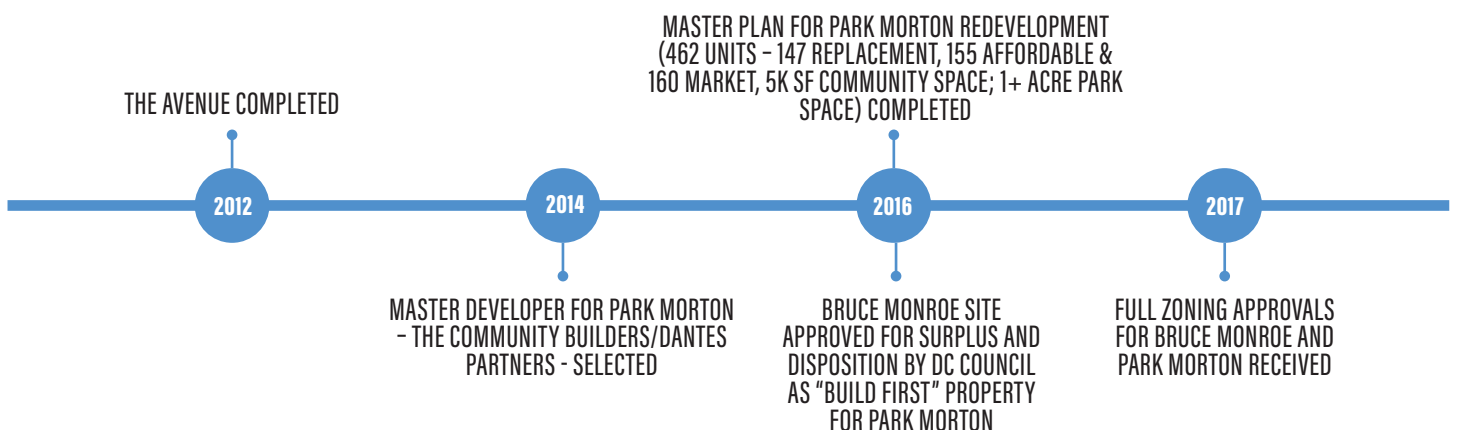 THE AVENUE COMPLETED
2012
2014
MASTER DEVELOPER FOR PARK MORTON
– THE COMMUNITY BUILDERS/DANTES
PARTNERS - SELECTED
MASTER PLAN FOR PARK MORTON REDEVELOPMENT
(462 UNITS – 147 REPLACEMENT, 155 AFFORDABLE &
160 MARKET, 5K SF COMMUNITY SPACE; 1+ ACRE PARK
SPACE) COMPLETED
2016
BRUCE MONROE SITE
APPROVED FOR SURPLUS AND
DISPOSITION BY DC COUNCIL
AS “BUILD FIRST” PROPERTY
FOR PARK MORTON
2017
FULL ZONING APPROVALS
FOR BRUCE MONROE AND
PARK MORTON RECEIVED